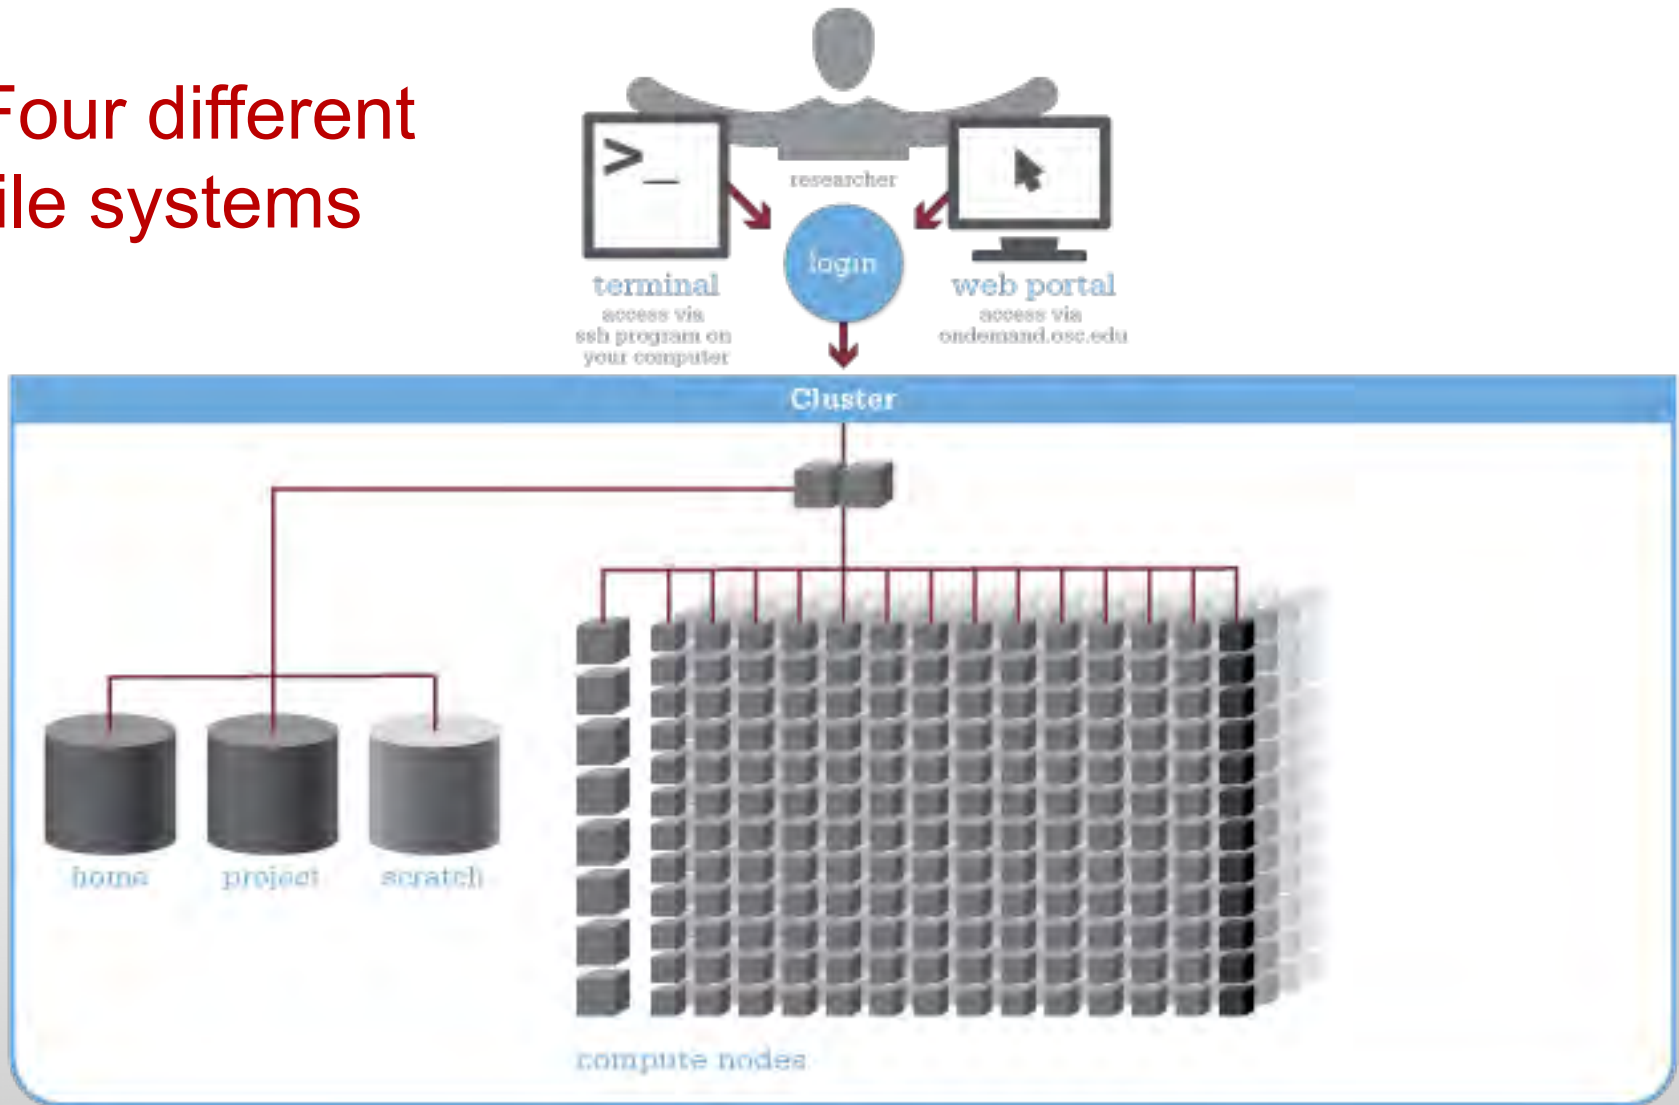 Four different
ile systems
>_
researcher
login
terminal
access via
ssh program on
your computer
web portal
access via
ondemand.osc.edu
Cluster
home
project
scratch
compute nodes